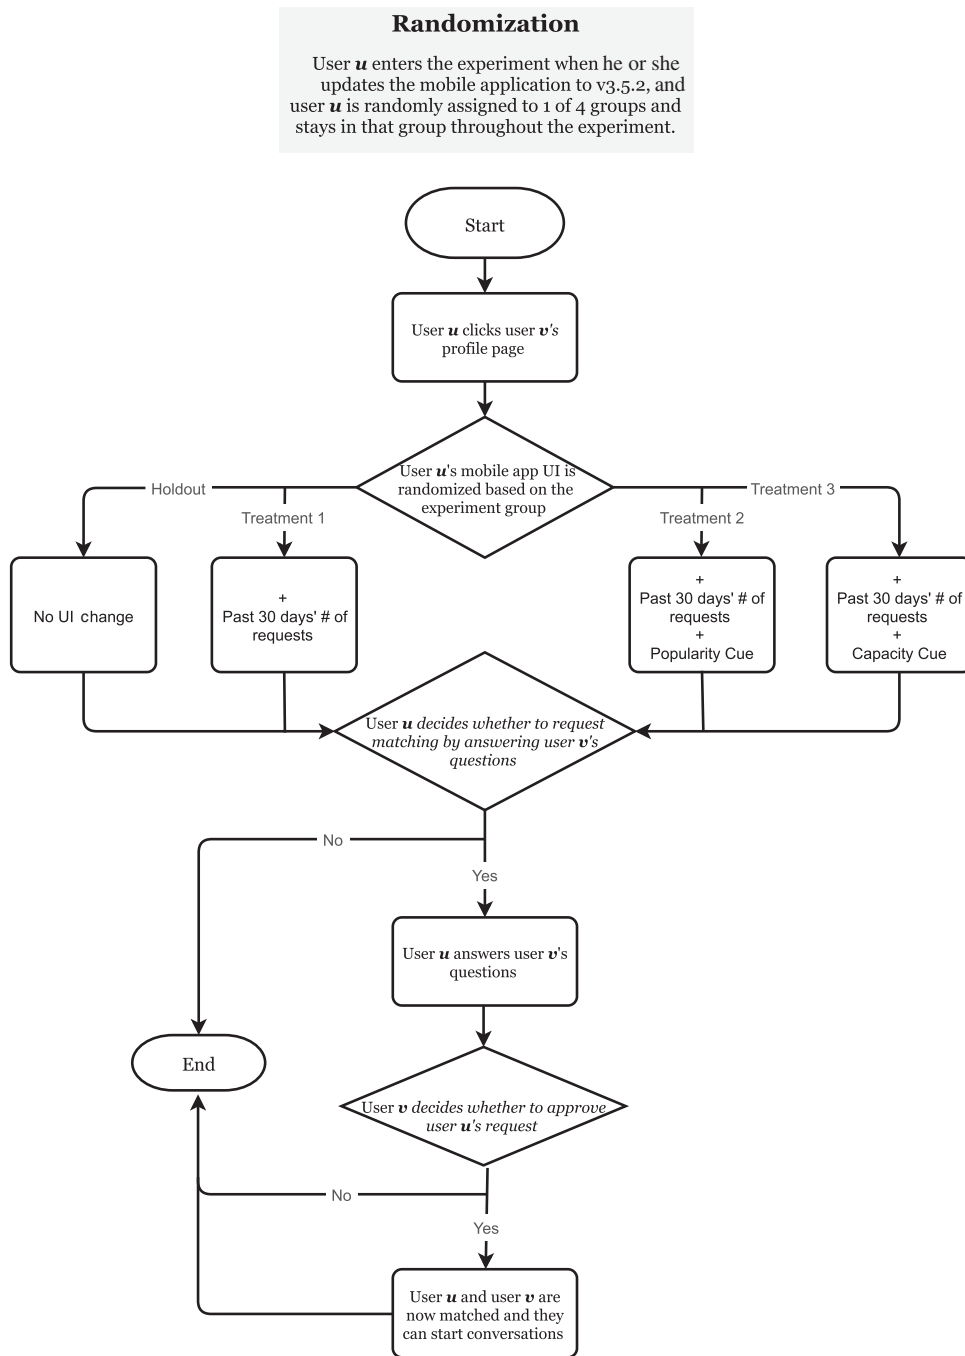 Randomization
User u enters the experiment when he or she
updates the mobile application to v3.5.2, and
user u is randomly assigned to 1 of 4 groups and
stays in that group throughout the experiment.
Start
User u clicks user v's
profile page
User u's mobile app UI is
randomized based on the
experiment group
Holdout
Treatment 1
Treatment 2
Treatment 3
No UI change
+
Past 30 days' # of
requests
+
Past 30 days' # of
requests
+
Popularity Cue
+
Past 30 days' # of
requests
+
Capacity Cue
User u decides whether to request
matching by answering user v's
questions
No
Yes
User u answers user v's
questions
End
User v decides whether to approve
user u's request
No
Yes
User u and user v are
now matched and they
can start conversations